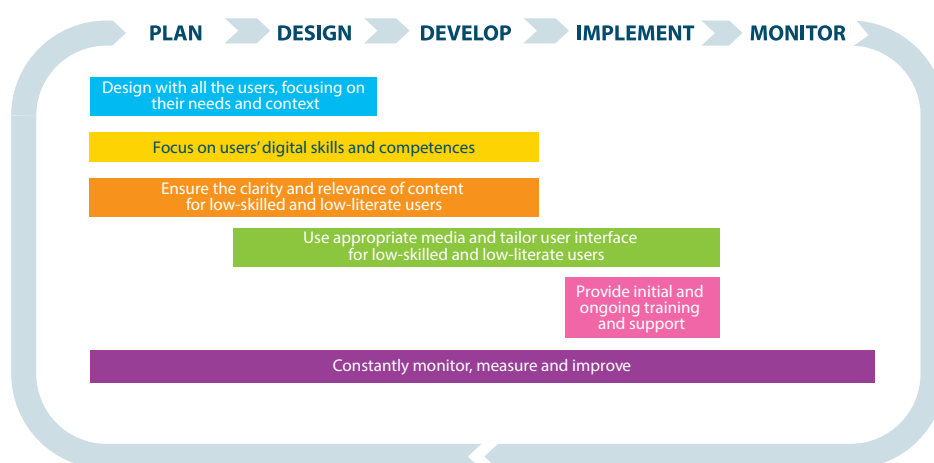 PLAN DESIGN DEVELOP IMPLEMENT MONITOR
Design with all the users, focusing on
their needs and context
Focus on users’ digital skills and competences
Ensure the clarity and relevance of content
for low-skilled and low-literate users
Use appropriate media and tailor user interface
for low-skilled and low-literate users
Provide initial and
ongoing training
and support
Constantly monitor, measure and improve